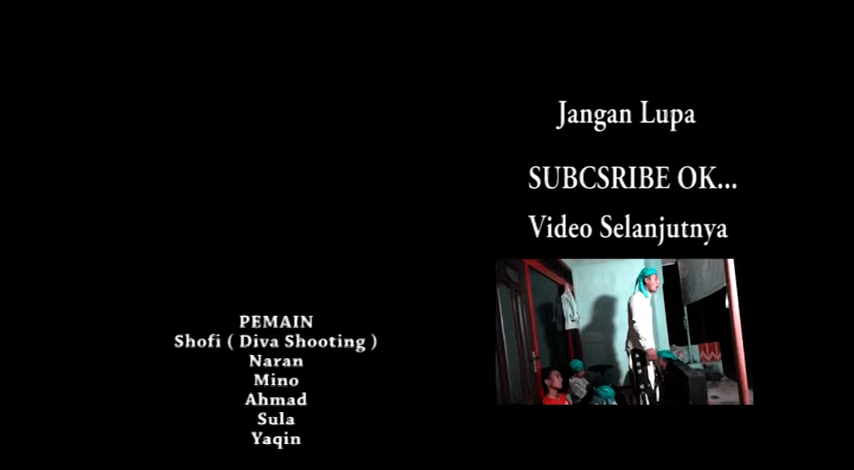 Jangan Lupa
SUBCSRIBE OK...
Video Selanjutnya
PEMAIN
Shofi ( Diva Shooting )
Naran
Mino
Ahmad
Sula
Yaqin